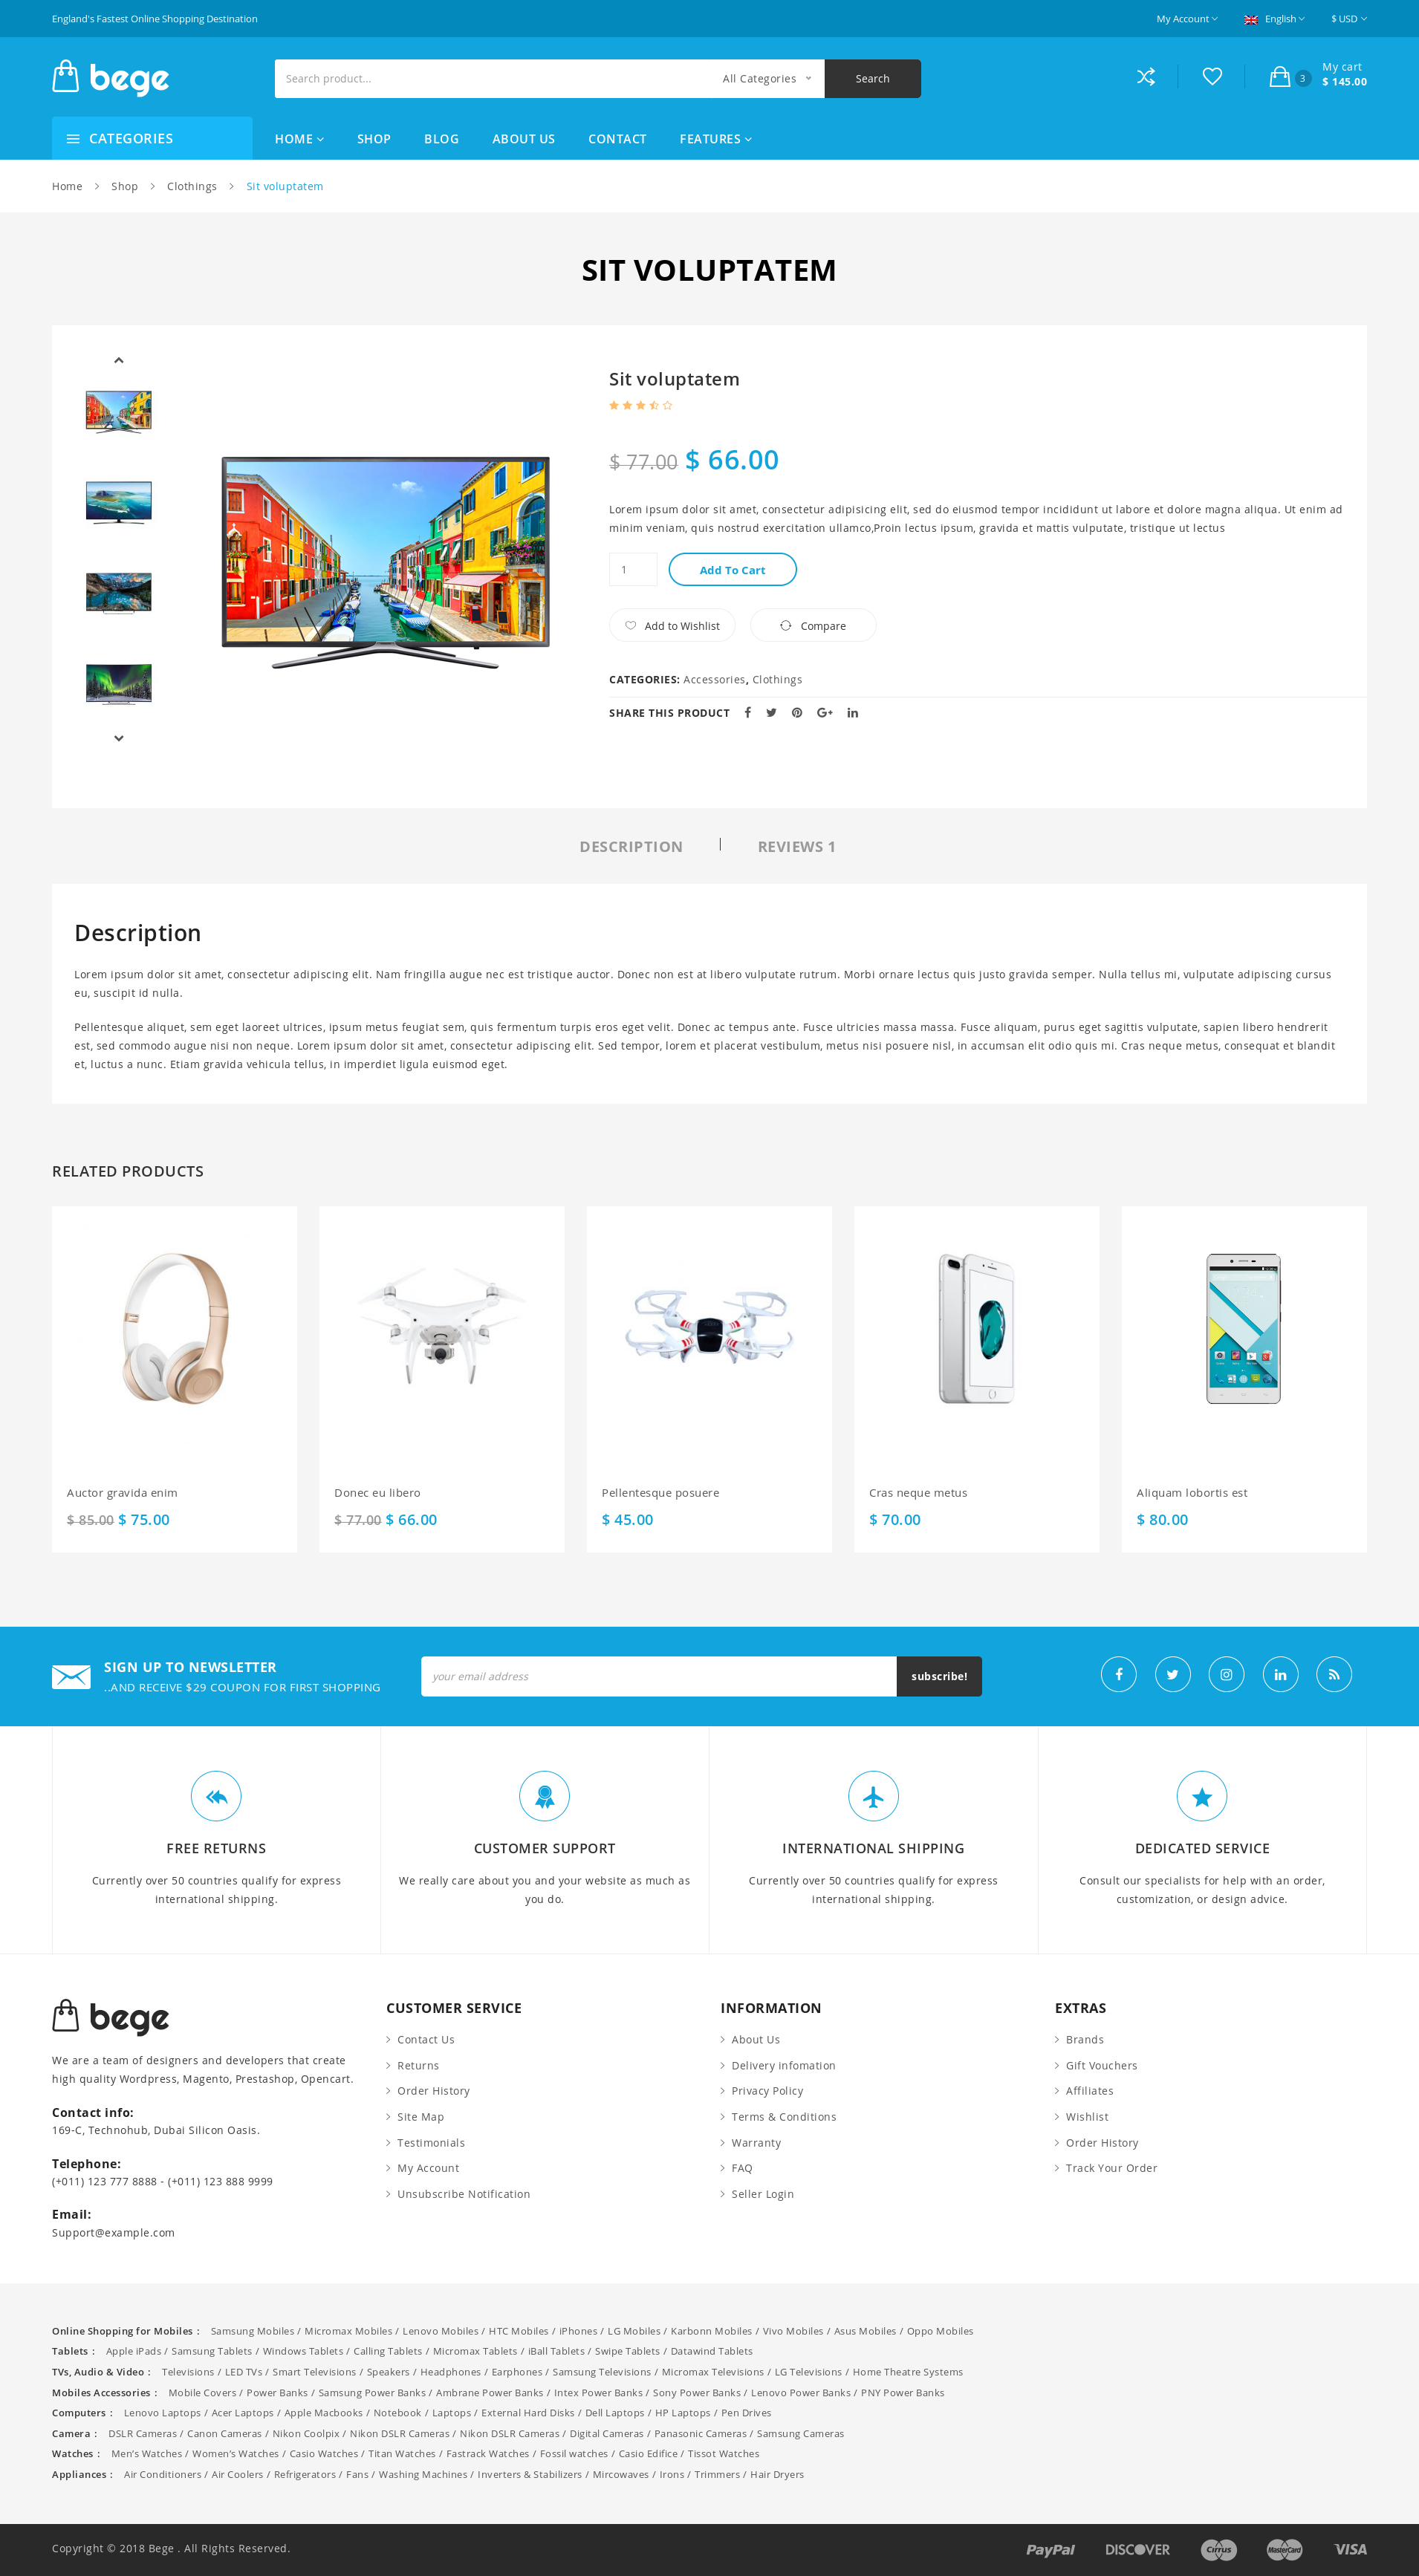 England's Fastest Online Shopping Destination
My Account
English
$ USD
bege
Search product...
All Categories
Search
3
My cart
$ 145.00
CATEGORIES
HOME
SHOP
BLOG
ABOUT US
CONTACT
FEATURES
Home
Shop
Clothings
Sit voluptatem
SIT VOLUPTATEM
Sit voluptatem
$ 77.00 $ 66.00
Lorem ipsum dolor sit amet, consectetur adipisicing elit, sed do eiusmod tempor incididunt ut labore et dolore magna aliqua. Ut enim ad
minim veniam, quis nostrud exercitation ullamco,Proin lectus ipsum, gravida et mattis vulputate, tristique ut lectus
1
Add To Cart
Add to Wishlist
Compare
CATEGORIES: Accessories, Clothings
SHARE THIS PRODUCT
DESCRIPTION
REVIEWS 1
Description
Lorem ipsum dolor sit amet, consectetur adipiscing elit. Nam fringilla augue nec est tristique auctor. Donec non est at libero vulputate rutrum. Morbi ornare lectus quis justo gravida semper. Nulla tellus mi, vulputate adipiscing cursus
eu, suscipit id nulla.
Pellentesque aliquet, sem eget laoreet ultrices, ipsum metus feugiat sem, quis fermentum turpis eros eget velit. Donec ac tempus ante. Fusce ultricies massa massa. Fusce aliquam, purus eget sagittis vulputate, sapien libero hendrerit
est, sed commodo augue nisi non neque. Lorem ipsum dolor sit amet, consectetur adipiscing elit. Sed tempor, lorem et placerat vestibulum, metus nisi posuere nisl, in accumsan elit odio quis mi. Cras neque metus, consequat et blandit
et, luctus a nunc. Etiam gravida vehicula tellus, in imperdiet ligula euismod eget.
RELATED PRODUCTS
Auctor gravida enim
$ 85.00 $ 75.00
Donec eu libero
$ 77.00 $ 66.00
Pellentesque posuere
$ 45.00
Cras neque metus
$ 70.00
Aliquam lobortis est
$ 80.00
SIGN UP TO NEWSLETTER
..AND RECEIVE $29 COUPON FOR FIRST SHOPPING
your email address
subscribe!
FREE RETURNS
Currently over 50 countries qualify for express
international shipping.
CUSTOMER SUPPORT
We really care about you and your website as much as
you do.
INTERNATIONAL SHIPPING
Currently over 50 countries qualify for express
international shipping.
DEDICATED SERVICE
Consult our specialists for help with an order,
customization, or design advice.
bege
We are a team of designers and developers that create
high quality Wordpress, Magento, Prestashop, Opencart.
Contact info:
169-C, Technohub, Dubai Silicon Oasis.
Telephone:
(+011) 123 777 8888 - (+011) 123 888 9999
Email:
Support@example.com
CUSTOMER SERVICE
Contact Us
Returns
Order History
Site Map
Testimonials
My Account
Unsubscribe Notification
INFORMATION
About Us
Delivery infomation
Privacy Policy
Terms & Conditions
Warranty
FAQ
Seller Login
EXTRAS
Brands
Gift Vouchers
Affiliates
Wishlist
Order History
Track Your Order
Online Shopping for Mobiles : Samsung Mobiles / Micromax Mobiles / Lenovo Mobiles / HTC Mobiles / iPhones / LG Mobiles / Karbonn Mobiles / Vivo Mobiles / Asus Mobiles / Oppo Mobiles
Tablets : Apple iPads / Samsung Tablets / Windows Tablets / Calling Tablets / Micromax Tablets / iBall Tablets / Swipe Tablets / Datawind Tablets
TVs, Audio & Video : Televisions / LED TVs / Smart Televisions / Speakers / Headphones / Earphones / Samsung Televisions / Micromax Televisions / LG Televisions / Home Theatre Systems
Mobiles Accessories : Mobile Covers / Power Banks / Samsung Power Banks / Ambrane Power Banks / Intex Power Banks / Sony Power Banks / Lenovo Power Banks / PNY Power Banks
Computers : Lenovo Laptops / Acer Laptops / Apple Macbooks / Notebook / Laptops / External Hard Disks / Dell Laptops / HP Laptops / Pen Drives
Camera : DSLR Cameras / Canon Cameras / Nikon Coolpix / Nikon DSLR Cameras / Nikon DSLR Cameras / Digital Cameras / Panasonic Cameras / Samsung Cameras
Watches : Men's Watches / Women's Watches / Casio Watches / Titan Watches / Fastrack Watches / Fossil watches / Casio Edifice / Tissot Watches
Appliances : Air Conditioners / Air Coolers / Refrigerators / Fans / Washing Machines / Inverters & Stabilizers / Mircowaves / Irons / Trimmers / Hair Dryers
Copyright © 2018 Bege . All Rights Reserved.
PayPal
DISCOVER
Cirrus
MasterCard
VISA